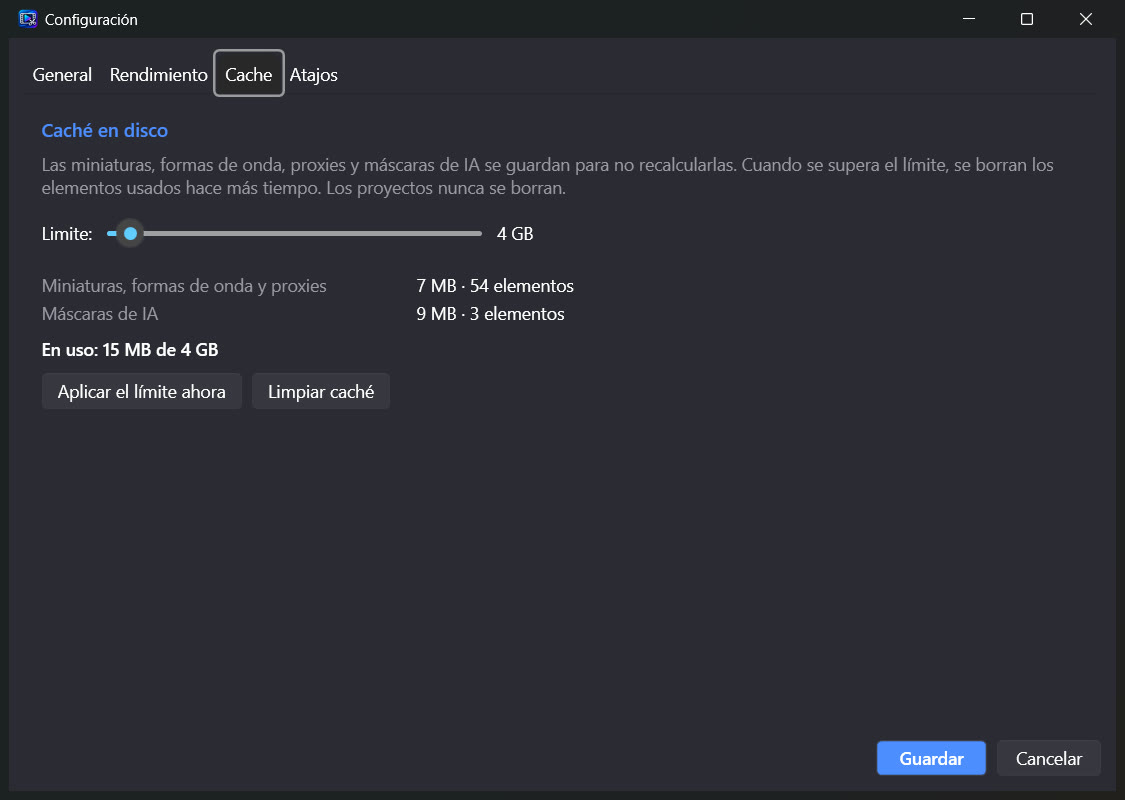 Configuración
General Rendimiento Cache Atajos
Caché en disco
Las miniaturas, formas de onda, proxies y máscaras de IA se guardan para no recalcularlas. Cuando se supera el límite, se borran los
elementos usados hace más tiempo. Los proyectos nunca se borran.
Limite: 4 GB
Miniaturas, formas de onda y proxies 7 MB · 54 elementos
Máscaras de IA 9 MB · 3 elementos
En uso: 15 MB de 4 GB
Aplicar el límite ahora Limpiar caché
Guardar Cancelar